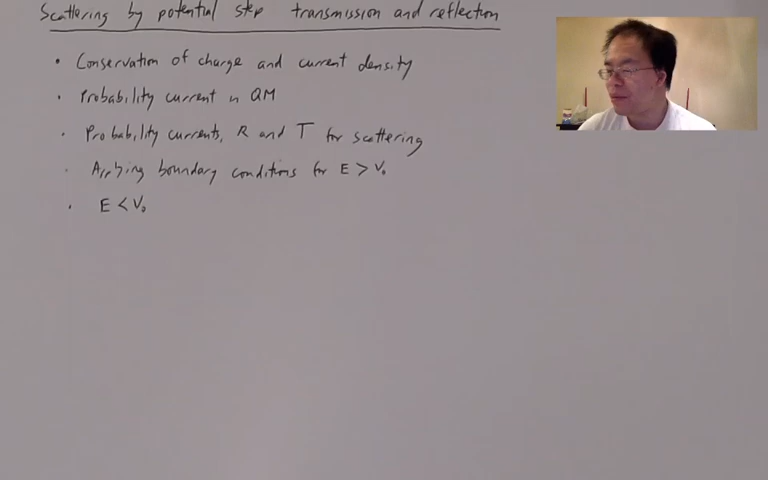 Scattering by potential step transmission and reflection
• Conservation of charge and current density
• Probability current in QM
• Probability currents, R and T for scattering
• Applying boundary conditions for E > V₀
• E < V₀